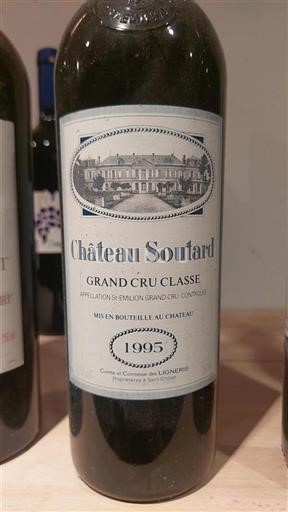 Château Soutard
GRAND CRU CLASSE
APPELLATION St-EMILION GRAND CRU CONTROLEE
MIS EN BOUTEILLE AU CHATEAU
1995
Comte et Comtesse des LIGNERIS
Propriétaires à Saint-Emilion